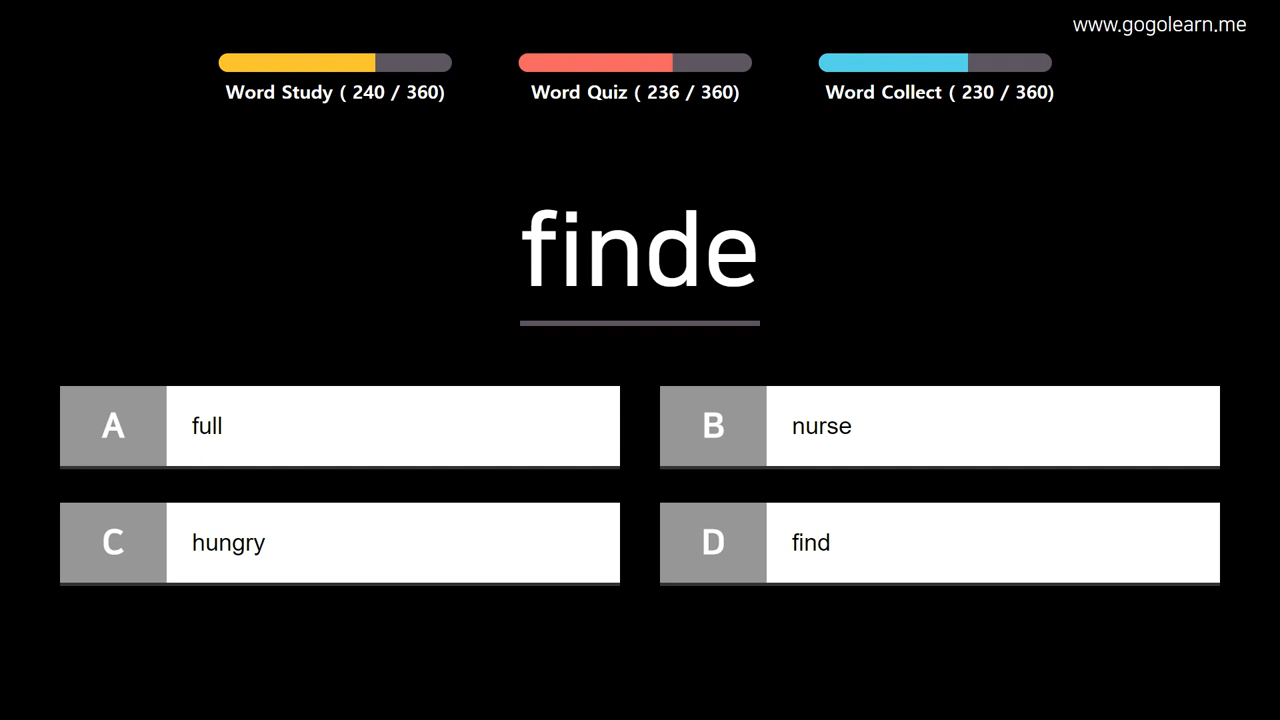 www.gogolearn.me
Word Study ( 240 / 360)
Word Quiz ( 236 / 360)
Word Collect ( 230 / 360)
finde
A full
B nurse
C hungry
D find